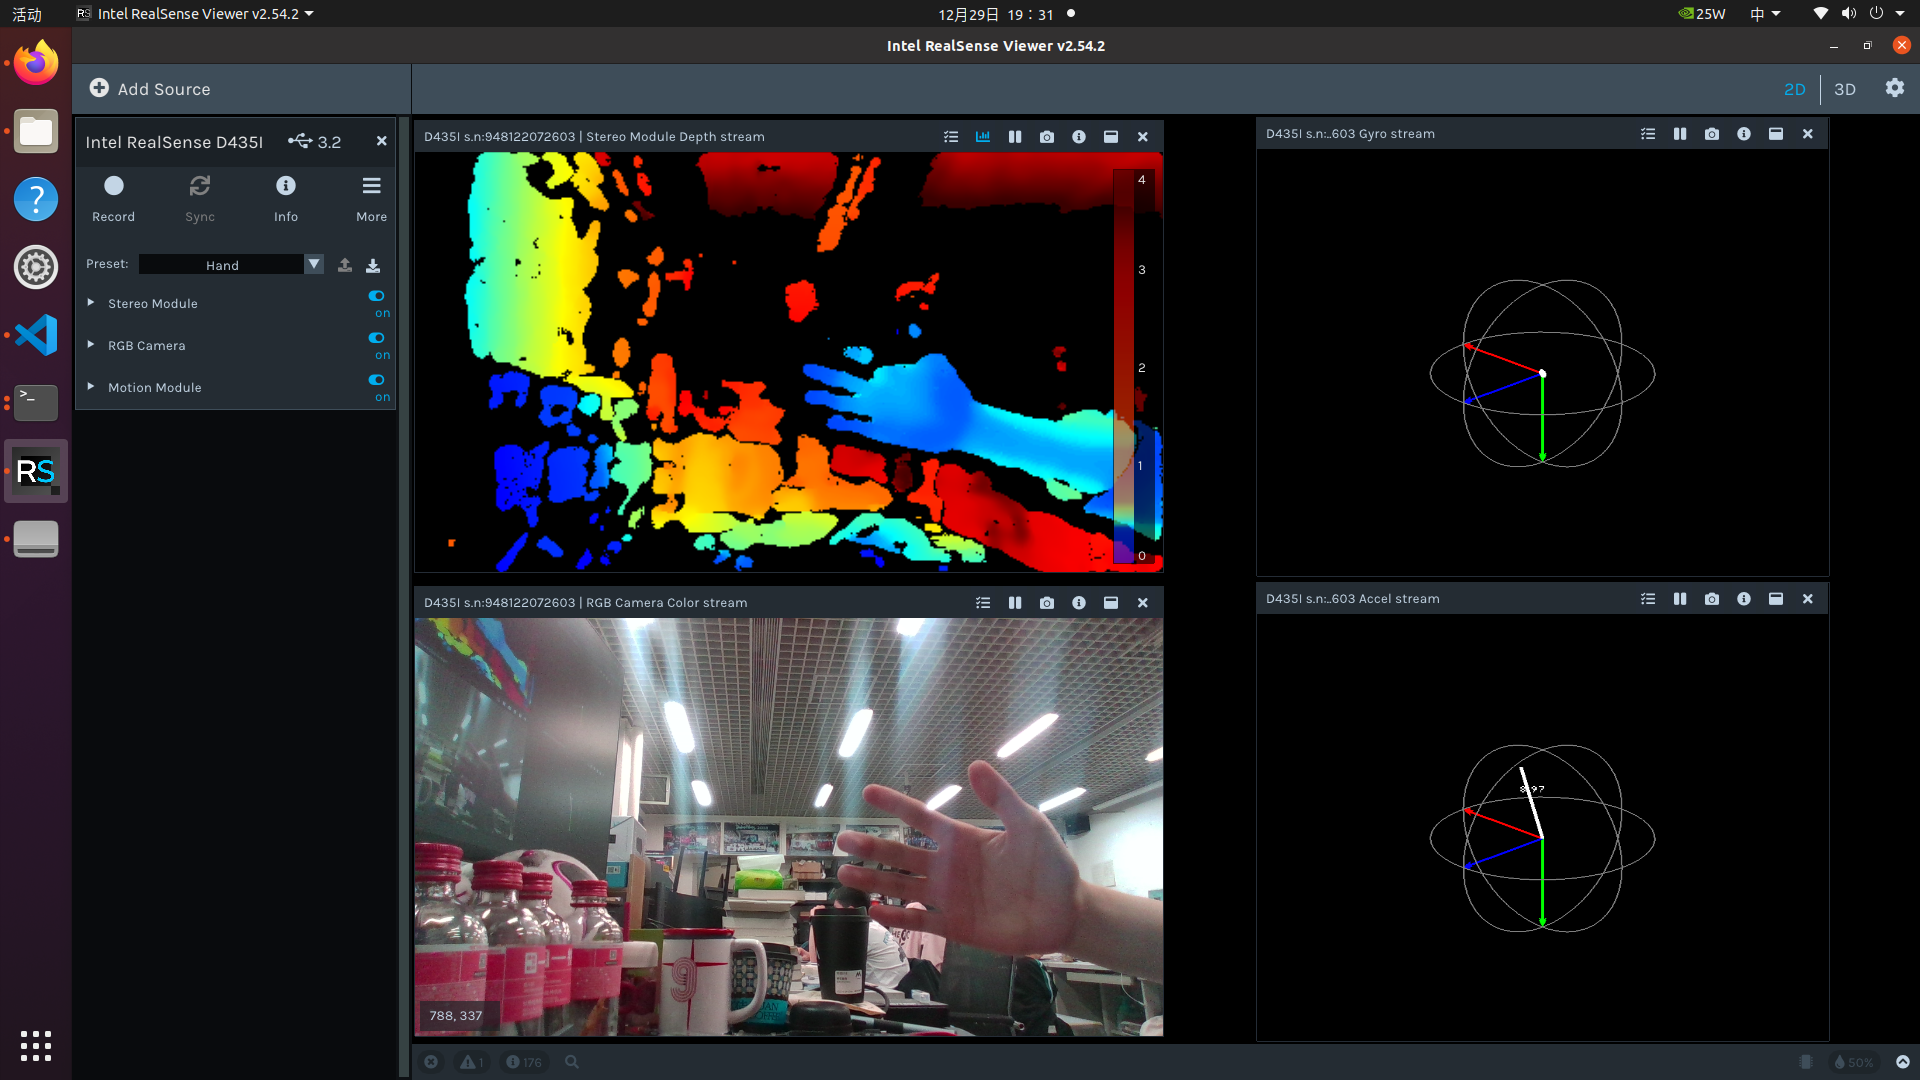 活动
RS Intel RealSense Viewer v2.54.2
12月29日 19：31
25W
中
Intel RealSense Viewer v2.54.2
Add Source
2D
3D
Intel RealSense D435I
3.2
Record
Sync
Info
More
Preset:
Hand
Stereo Module
on
RGB Camera
on
Motion Module
on
RS
D435I s.n:948122072603 | Stereo Module Depth stream
4
3
2
1
0
D435I s.n:..603 Gyro stream
D435I s.n:948122072603 | RGB Camera Color stream
9
788, 337
D435I s.n:..603 Accel stream
1
176
50%